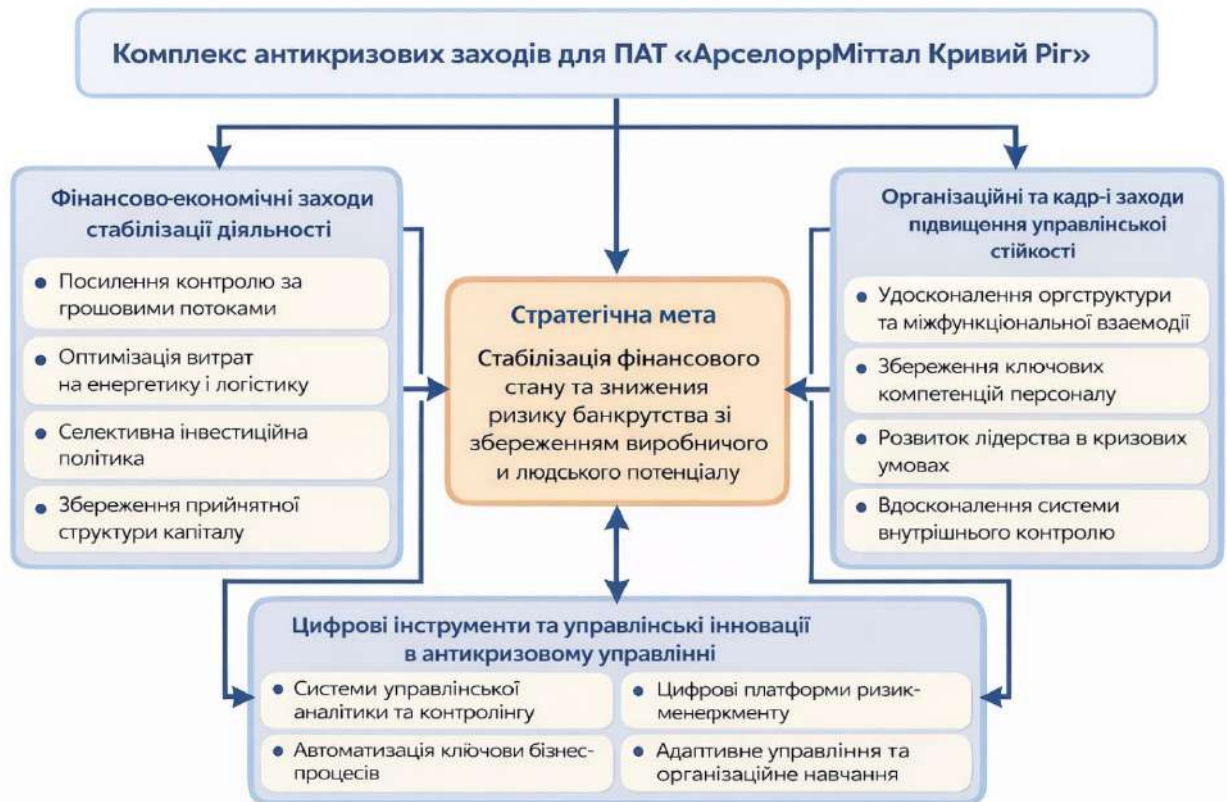 Комплекс антикризових заходів для ПАТ «АрселоррМіттал Кривий Ріг»
Фінансово-економічні заходи
стабілізації діяльності
• Посилення контролю за
грошовими потоками
• Оптимізація витрат
на енергетику і логістику
• Селективна інвестиційна
політика
• Збереження прийнятної
структури капіталу
Стратегічна мета
Стабілізація фінансового
стану та знижения
ризику банкрутства зі
збереженням виробничого
и людського потенціалу
Організаційні та кадр-і заходи
підвищення управлінської
стійкості
• Удосконалення оргструктури
та міжфункціональної взаємодії
• Збереження ключових
компетенцій персоналу
• Розвиток лідерства в кризових
умовах
• Вдосконалення системи
внутрішнього контролю
Цифрові інструменти та управлінські інновації
в антикризовому управлінні
• Системи управлінської
аналітики та контролінгу
• Автоматизація ключови бізнес-
процесів
• Цифрові платформи ризик-
менефкменту
• Адаптивне управління та
організаційне навчання